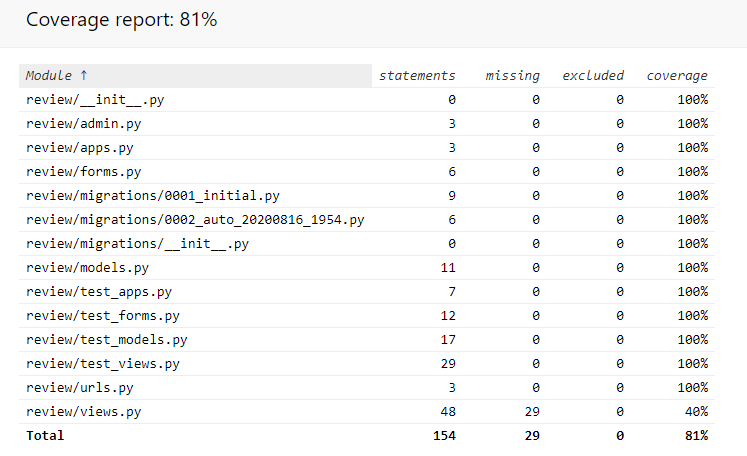 Coverage report: 81%
Module ↑ statements missing excluded coverage
review/__init__.py 0 0 0 100%
review/admin.py 3 0 0 100%
review/apps.py 3 0 0 100%
review/forms.py 6 0 0 100%
review/migrations/0001_initial.py 9 0 0 100%
review/migrations/0002_auto_20200816_1954.py 6 0 0 100%
review/migrations/__init__.py 0 0 0 100%
review/models.py 11 0 0 100%
review/test_apps.py 7 0 0 100%
review/test_forms.py 12 0 0 100%
review/test_models.py 17 0 0 100%
review/test_views.py 29 0 0 100%
review/urls.py 3 0 0 100%
review/views.py 48 29 0 40%
Total 154 29 0 81%